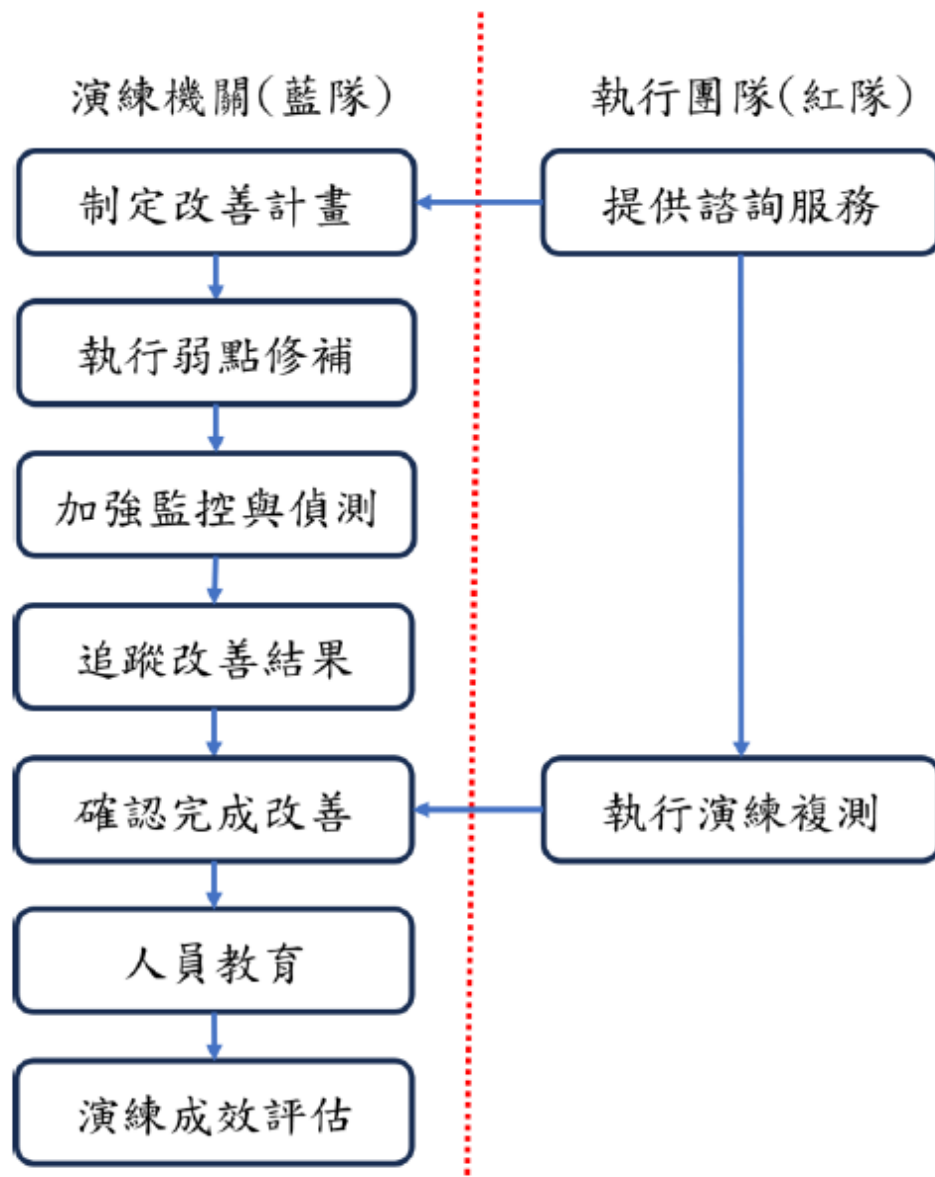 演練機關(藍隊)
執行團隊(紅隊)
制定改善計畫
提供諮詢服務
執行弱點修補
加強監控與偵測
追蹤改善結果
確認完成改善
執行演練複測
人員教育
演練成效評估